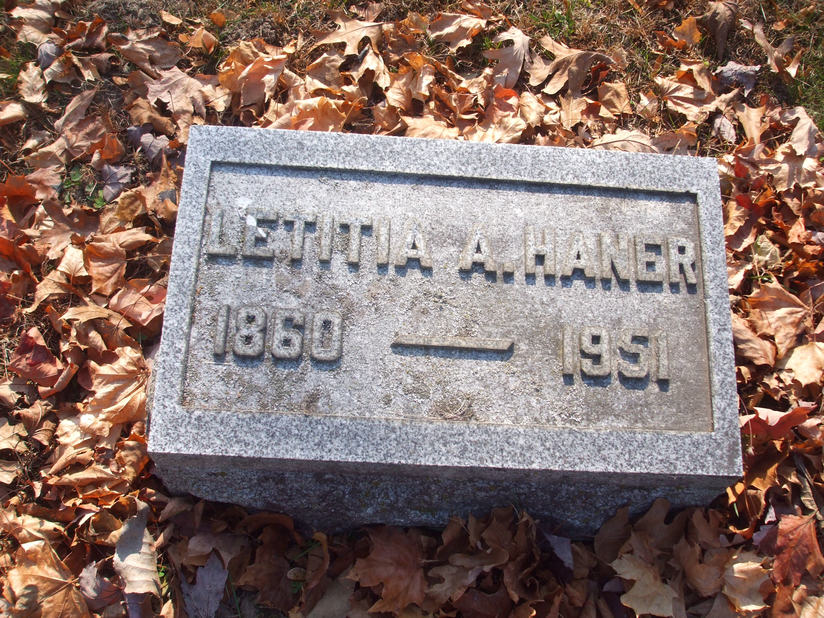 LETITIA A. HANER
1860 — 1951